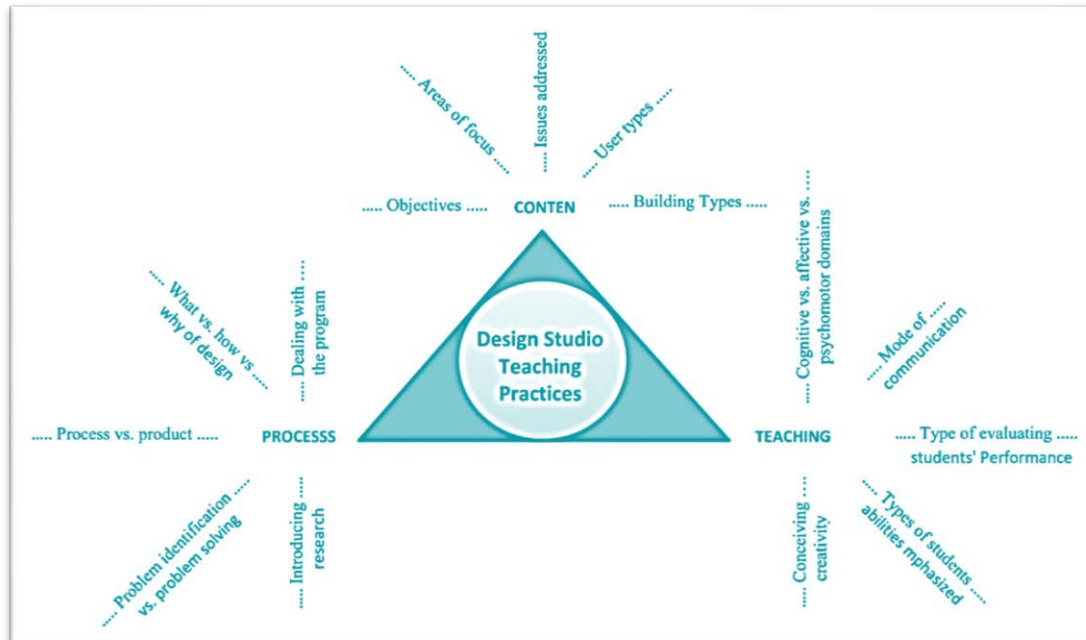 ..... Issues addressed
..... Areas of focus .....
..... User types .....
..... Objectives .....
CONTEN
..... Building Types .....
..... What vs. how vs .....
why of design
..... Dealing with ....
the program
Design Studio
Teaching
Practices
..... Cognitive vs. affective vs. ....
psychomotor domains
..... Mode of .....
communication
..... Process vs. product .....
PROCESSS
TEACHING
..... Type of evaluating .....
students' Performance
..... Problem identification .....
vs. problem solving
..... Introducing .....
research
..... Conceiving ....
creativity
..... Types of students .....
abilities mphasized